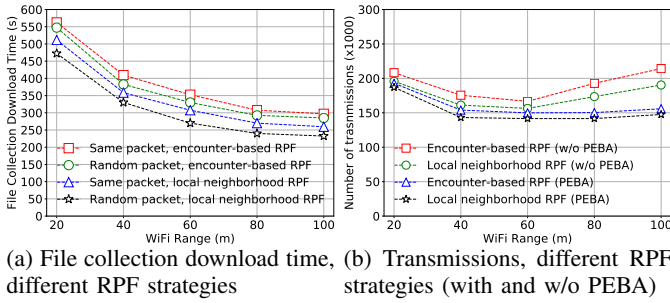 600
550
500
450
400
350
300
250
200
150
100
50
0
File Collection Download Time (s)
Same packet, encounter-based RPF
Random packet, encounter-based RPF
Same packet, local neighborhood RPF
Random packet, local neighborhood RPF
20 40 60 80 100
WiFi Range (m)
300
250
200
150
100
50
0
Number of trasnmissions (x1000)
Encounter-based RPF (w/o PEBA)
Local neighborhood RPF (w/o PEBA)
Encounter-based RPF (PEBA)
Local neighborhood RPF (PEBA)
20 40 60 80 100
WiFi Range (m)
(a) File collection download time,
different RPF strategies
(b) Transmissions, different RPF
strategies (with and w/o PEBA)